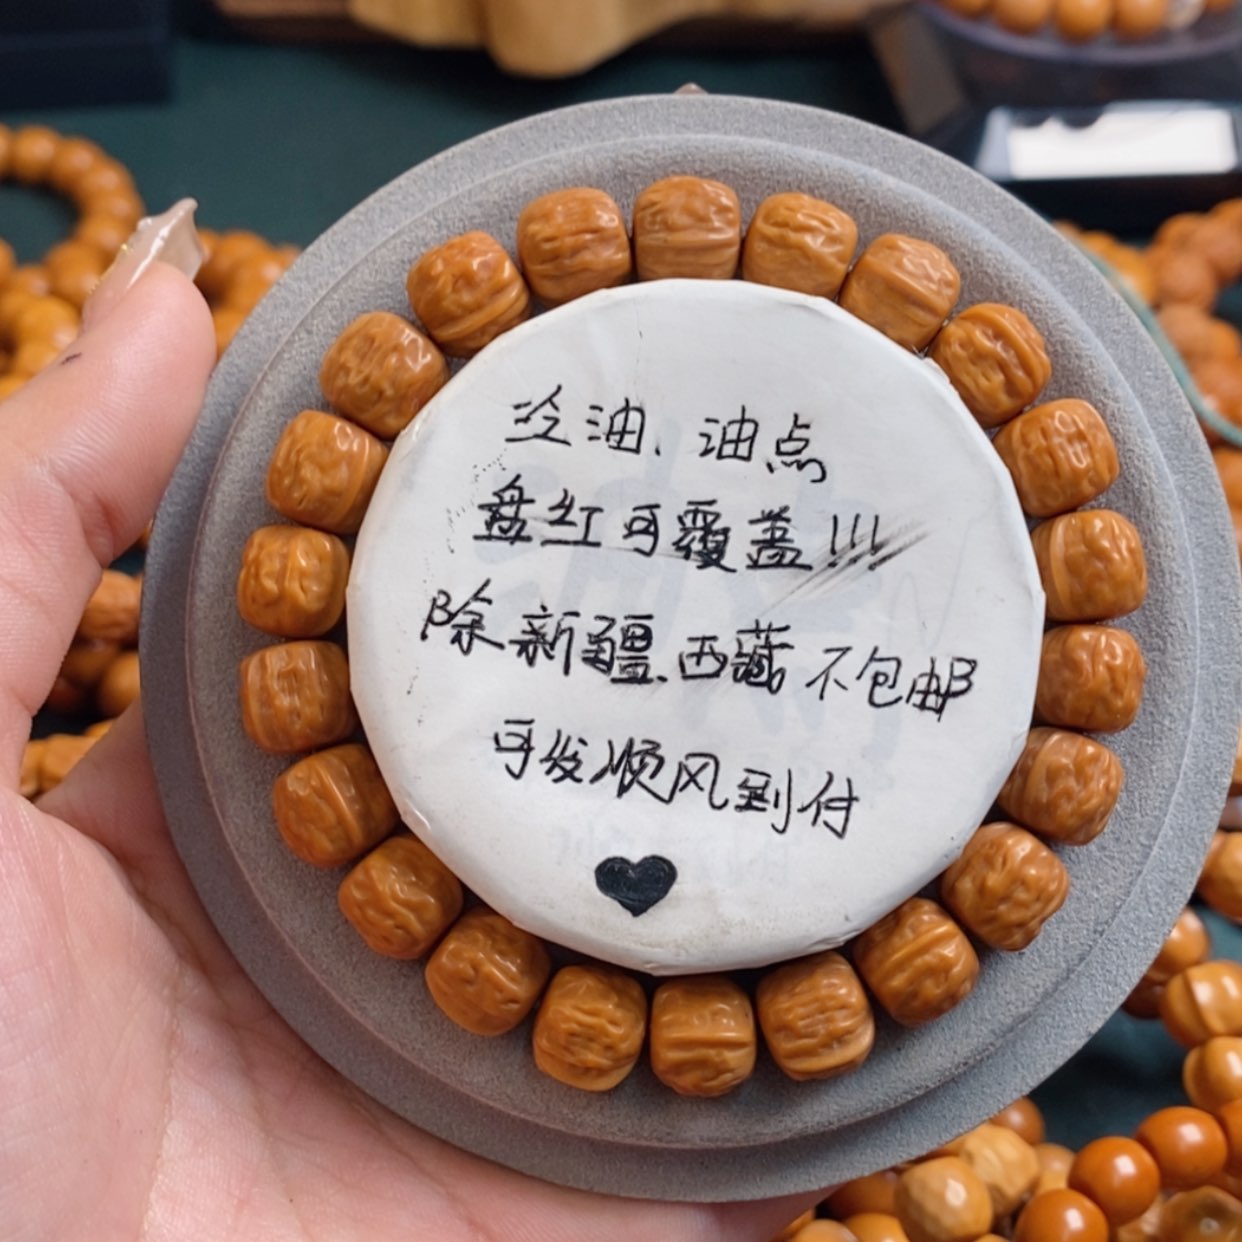 泠油、油点
盘红可覆盖!!!
除新疆、西藏不包邮
可发顺风到付